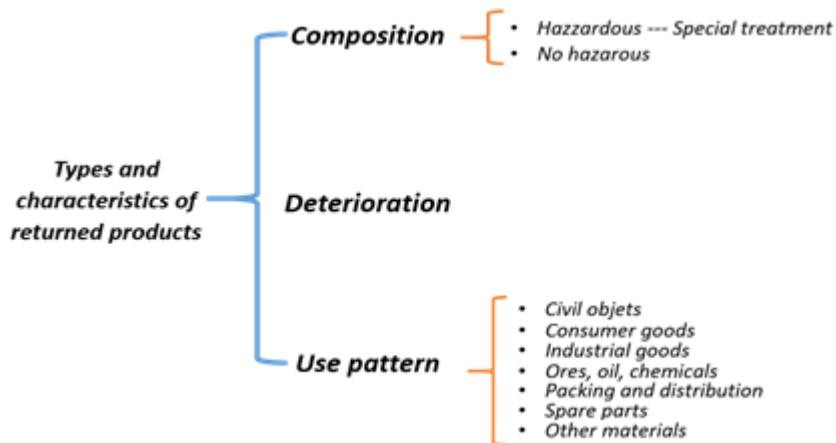 Types and
characteristics of
returned products
Composition
• Hazzardous --- Special treatment
• No hazarous
Deterioration
Use pattern
• Civil objets
• Consumer goods
• Industrial goods
• Ores, oil, chemicals
• Packing and distribution
• Spare parts
• Other materials